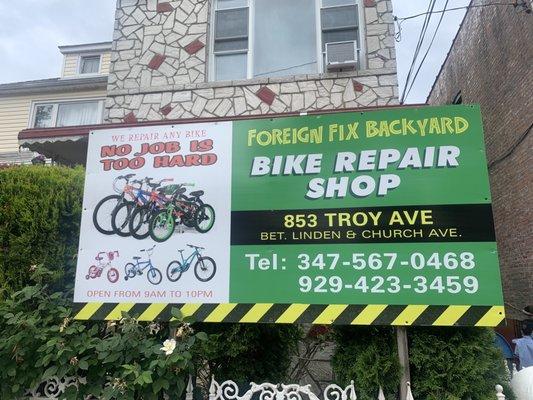 WE REPAIR ANY BIKE
NO JOB IS
TOO HARD
OPEN FROM 9AM TO 10PM
FOREIGN FIX BACKYARD
BIKE REPAIR
SHOP
853 TROY AVE
BET. LINDEN & CHURCH AVE.
Tel: 347-567-0468
929-423-3459